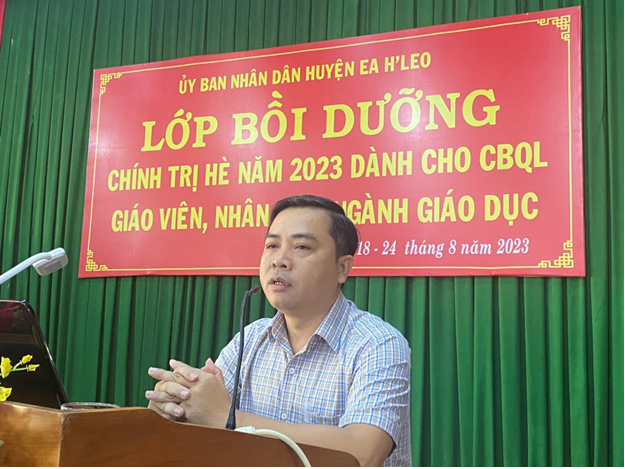 ỦY BAN NHÂN DÂN HUYỆN EA H'LEO
LỚP BỒI DƯỠNG
CHÍNH TRỊ HÈ NĂM 2023 DÀNH CHO CBQL
GIÁO VIÊN, NHÂN NGÀNH GIÁO DỤC
18 - 24 tháng 8 năm 2023